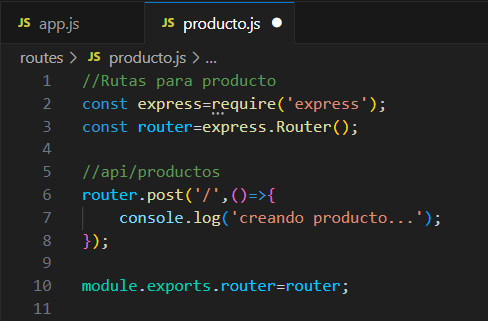 JS app.js JS producto.js
routes > JS producto.js > ...
1 //Rutas para producto
2 const express=require('express');
3 const router=express.Router();
4
5 //api/productos
6 router.post('/',()=>{
7     console.log('creando producto...');
8 });
9
10 module.exports.router=router;
11